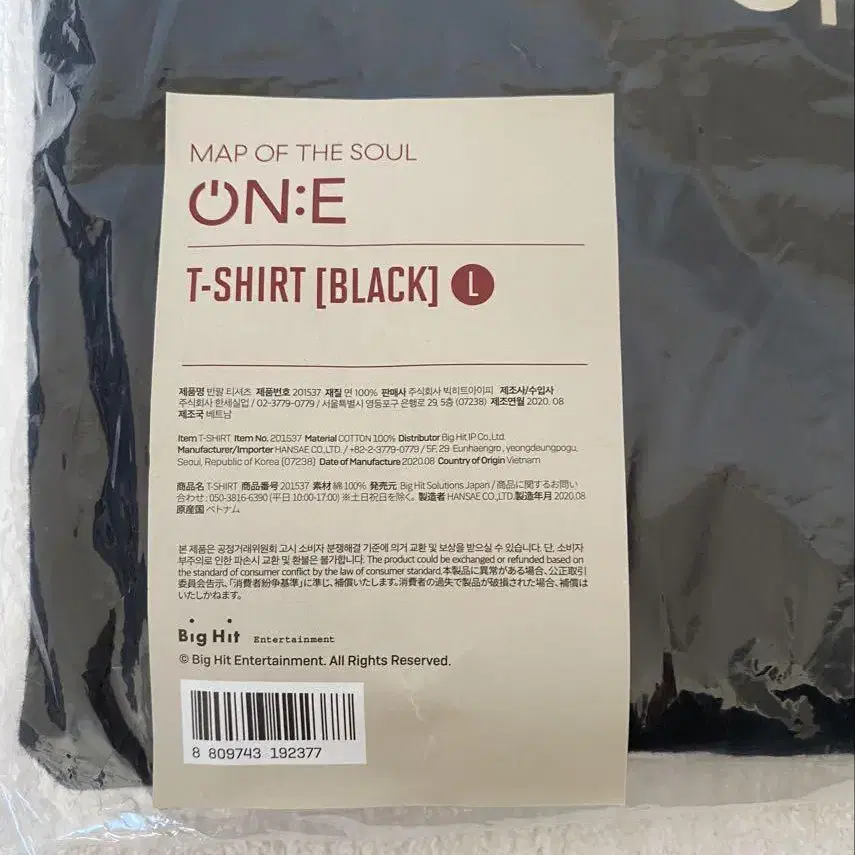 MAP OF THE SOUL
ON:E
T-SHIRT [BLACK] L
제품명 반팔 티셔츠 제품번호 201537 재질 면 100% 판매사 주식회사 빅히트아이피 제조사/수입사
주식회사 한세실업 / 02-3779-0779 / 서울특별시 영등포구 은행로 29, 5층 (07238) 제조연월 2020. 08
제조국 베트남
Item T-SHIRT Item No. 201537 Material COTTON 100% Distributor Big Hit IP Co.,Ltd.
Manufacturer/Importer HANSAE CO.,LTD. / +82-2-3779-0779 / 5F, 29 Eunhaengro , yeongdeungpogu,
Seoul, Republic of Korea (07238) Date of Manufacture 2020.08 Country of Origin Vietnam
商品名 T-SHIRT 商品番号 201537 素材 綿 100% 発売元 Big Hit Solutions Japan / 商品に関するお問い
合わせ : 050-3816-6390 (平日 10:00-17:00) ※土日祝日を除く。 製造者 HANSAE CO.,LTD. 製造年月 2020.08
原産国 ベトナム
본 제품은 공정거래위원회 고시 소비자 분쟁해결 기준에 의거 교환 및 보상을 받으실 수 있습니다. 단, 소비자
부주의로 인한 파손시 교환 및 환불은 불가합니다. The product could be exchanged or refunded based on
the standard of consumer conflict by the law of consumer standard. 本製品に異常がある場合、公正取引
委員会告示、「消費者紛争基準」に準じ、補償いたします。消費者の過失で製品が破損された場合、補償は
いたしかねます。
Big Hit Entertainment
© Big Hit Entertainment. All Rights Reserved.
8 809743 192377